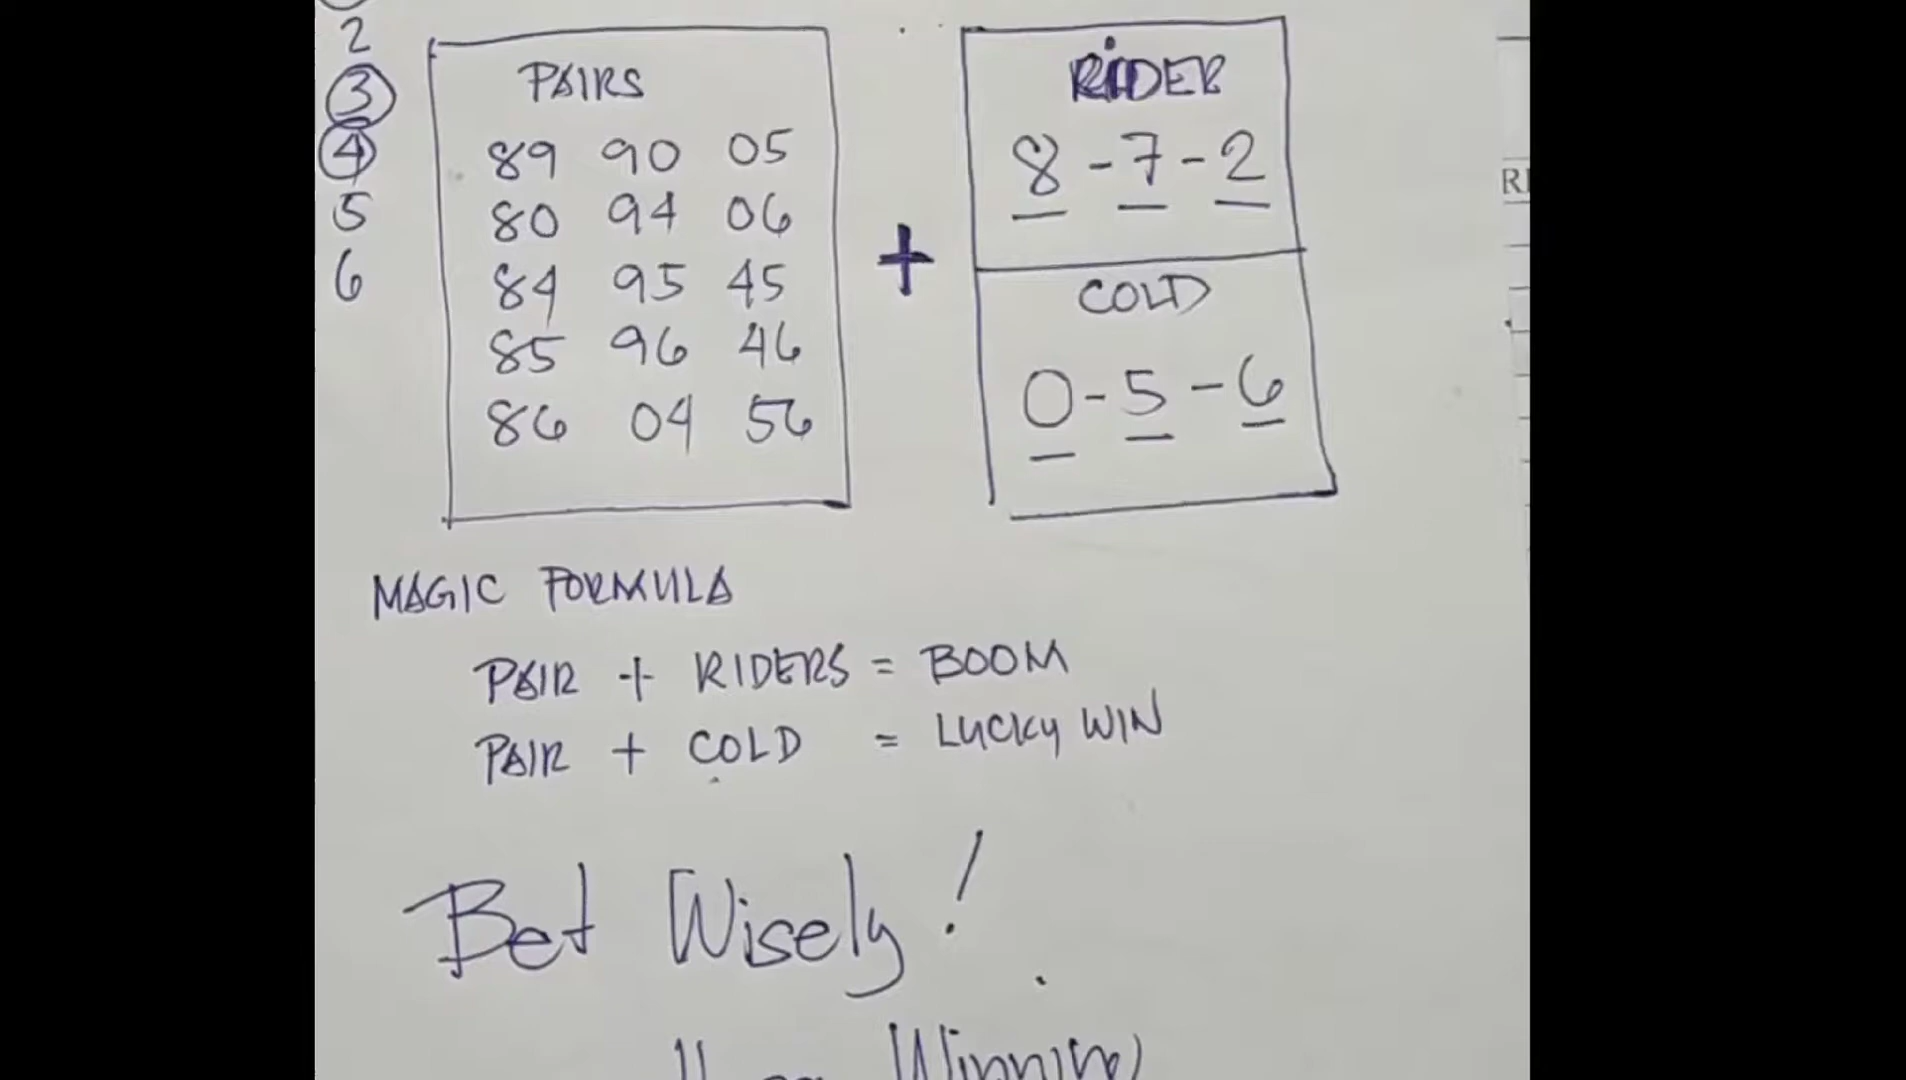 2
3
4
5
6
PAIRS
89 90 05
80 94 06
84 95 45
85 96 46
86 04 56
+
RIDER
8-7-2
COLD
0-5-6
MAGIC FORMULA
PAIR + RIDERS = BOOM
PAIR + COLD = LUCKY WIN
Bet Wisely!
Winning